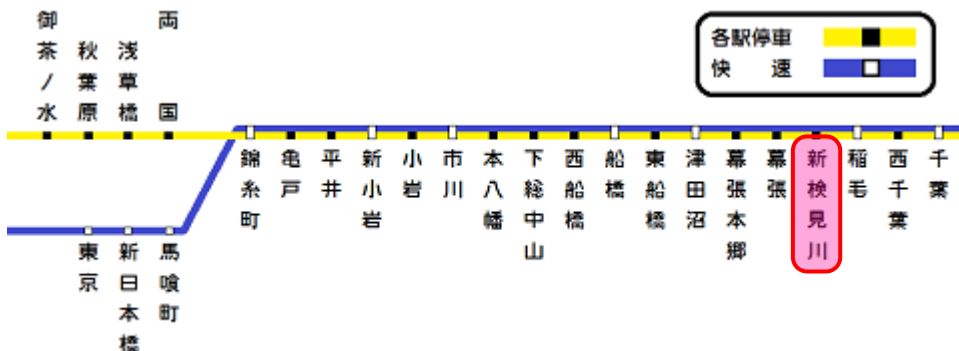 御茶ノ水
秋葉原
浅草橋
両国
各駅停車
快速
錦糸町
亀戸
平井
新小岩
小岩
市川
本八幡
下総中山
西船橋
船橋
東船橋
津田沼
幕張本郷
幕張
新検見川
稲毛
西千葉
千葉
東京
新日本橋
馬喰町